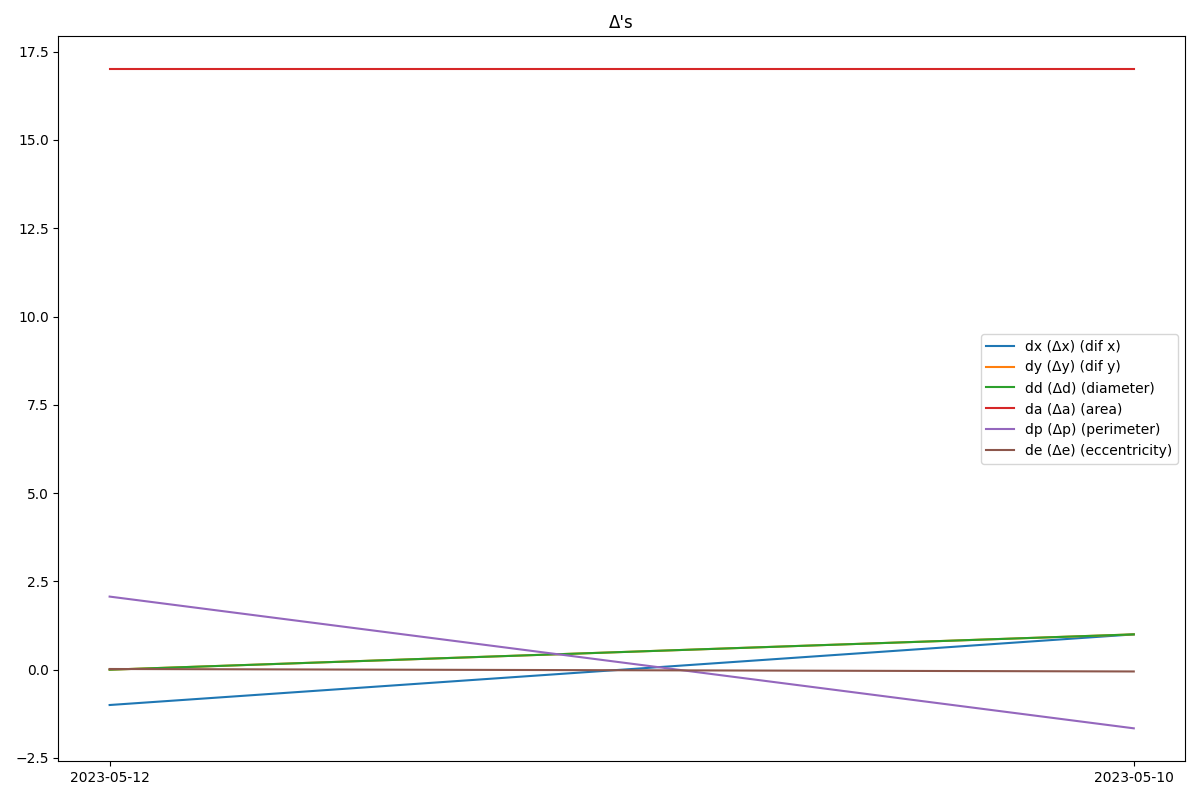 Δ's
17.5
15.0
12.5
10.0
7.5
5.0
2.5
0.0
−2.5
dx (Δx) (dif x)
dy (Δy) (dif y)
dd (Δd) (diameter)
da (Δa) (area)
dp (Δp) (perimeter)
de (Δe) (eccentricity)
2023-05-12
2023-05-10